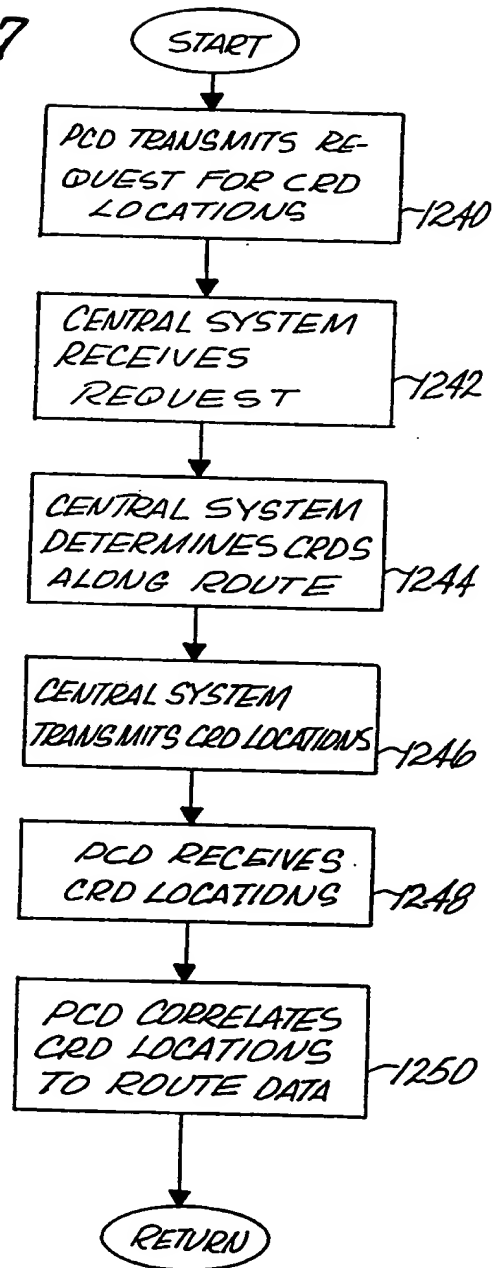 7
START
PCD TRANSMITS RE-
QUEST FOR CRD
LOCATIONS
1240
CENTRAL SYSTEM
RECEIVES
REQUEST
1242
CENTRAL SYSTEM
DETERMINES CRDS
ALONG ROUTE
1244
CENTRAL SYSTEM
TRANSMITS CRD LOCATIONS
1246
PCD RECEIVES
CRD LOCATIONS
1248
PCD CORRELATES
CRD LOCATIONS
TO ROUTE DATA
1250
RETURN